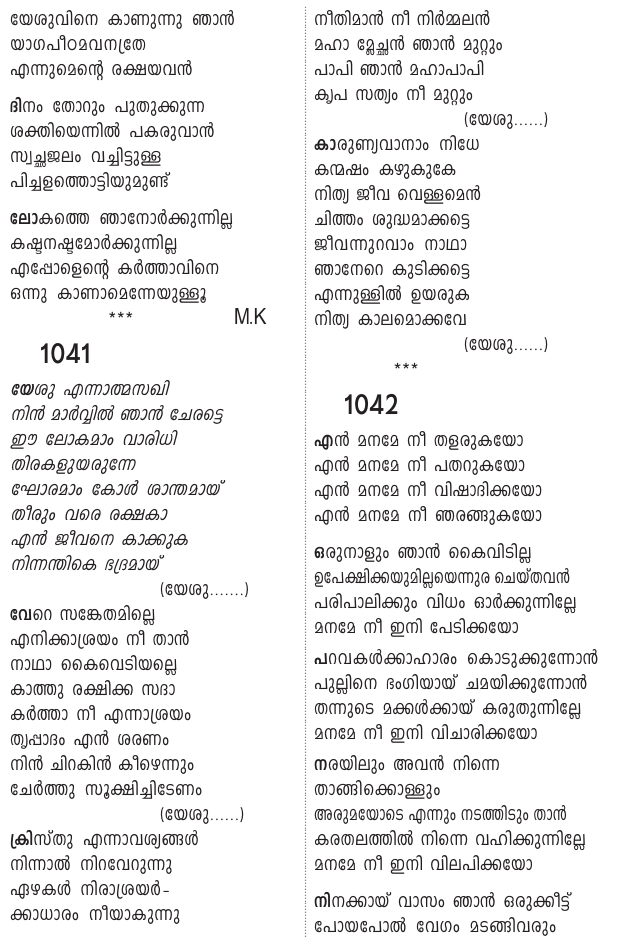 യേശുവിനെ കാണുന്നു ഞാൻ
യാഗപീഠമവനത്രേ
എന്നുമെന്റെ രക്ഷയവൻ
ദിനം തോറും പുതുക്കുന്ന
ശക്തിയെന്നിൽ പകരുവാൻ
സ്വച്ഛജലം വച്ചിട്ടുള്ള
പിച്ചളത്തൊട്ടിയുമുണ്ട്
ലോകത്തെ ഞാനോർക്കുന്നില്ല
കഷ്ടനഷ്ടമോർക്കുന്നില്ല
എപ്പോളെന്റെ കർത്താവിനെ
ഒന്നു കാണാമെന്നേയുള്ളൂ
*** M.K
1041
യേശു എന്നാത്മസഖി
നിൻ മാർവ്വിൽ ഞാൻ ചേരട്ടെ
ഈ ലോകമാം വാരിധി
തിരകളുയരുന്നേ
ഘോരമാം കോൾ ശാന്തമായ്
തീരും വരെ രക്ഷകാ
എൻ ജീവനെ കാക്കുക
നിന്നന്തികെ ഭദ്രമായ്
(യേശു.......)
വേറെ സങ്കേതമില്ലെ
എനിക്കാശ്രയം നീ താൻ
നാഥാ കൈവെടിയല്ലെ
കാത്തു രക്ഷിക്ക സദാ
കർത്താ നീ എന്നാശ്രയം
തൃപ്പാദം എൻ ശരണം
നിൻ ചിറകിൻ കീഴെന്നും
ചേർത്തു സൂക്ഷിച്ചിടേണം
(യേശു......)
ക്രിസ്തു എന്നാവശ്യങ്ങൾ
നിന്നാൽ നിറവേറുന്നു
ഏഴകൾ നിരാശ്രയർ-
ക്കാധാരം നീയാകുന്നു
നീതിമാൻ നീ നിർമ്മലൻ
മഹാ മ്ലേച്ഛൻ ഞാൻ മുറ്റും
പാപി ഞാൻ മഹാപാപി
കൃപ സത്യം നീ മുറ്റും
(യേശു......)
കാരുണ്യവാനാം നിധേ
കന്മഷം കഴുകുകേ
നിത്യ ജീവ വെള്ളമെൻ
ചിത്തം ശുദ്ധമാക്കട്ടെ
ജീവന്നുറവാം നാഥാ
ഞാനേറെ കുടിക്കട്ടെ
എന്നുള്ളിൽ ഉയരുക
നിത്യ കാലമൊക്കവേ
(യേശു......)
***
1042
എൻ മനമേ നീ തളരുകയോ
എൻ മനമേ നീ പതറുകയോ
എൻ മനമേ നീ വിഷാദിക്കയോ
എൻ മനമേ നീ ഞരങ്ങുകയോ
ഒരുനാളും ഞാൻ കൈവിടില്ല
ഉപേക്ഷിക്കയുമില്ലയെന്നുര ചെയ്തവൻ
പരിപാലിക്കും വിധം ഓർക്കുന്നില്ലേ
മനമേ നീ ഇനി പേടിക്കയോ
പറവകൾക്കാഹാരം കൊടുക്കുന്നോൻ
പുല്ലിനെ ഭംഗിയായ് ചമയിക്കുന്നോൻ
തന്നുടെ മക്കൾക്കായ് കരുതുന്നില്ലേ
മനമേ നീ ഇനി വിചാരിക്കയോ
നരയിലും അവൻ നിന്നെ
താങ്ങിക്കൊള്ളും
അരുമയോടെ എന്നും നടത്തിടും താൻ
കരതലത്തിൽ നിന്നെ വഹിക്കുന്നില്ലേ
മനമേ നീ ഇനി വിലപിക്കയോ
നിനക്കായ് വാസം ഞാൻ ഒരുക്കീട്ട്
പോയപോൽ വേഗം മടങ്ങിവരും